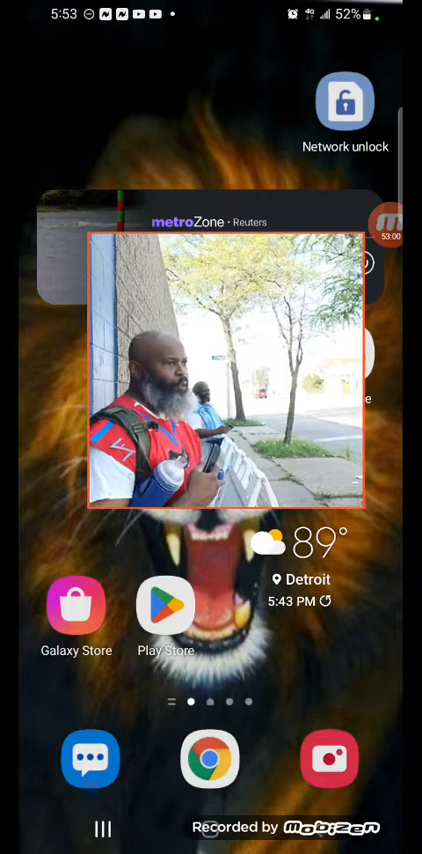 5:53
4G
52%
Network unlock
metroZone • Reuters
53:00
e
89°
Detroit
5:43 PM
Galaxy Store
Play Store
Recorded by Mobizen